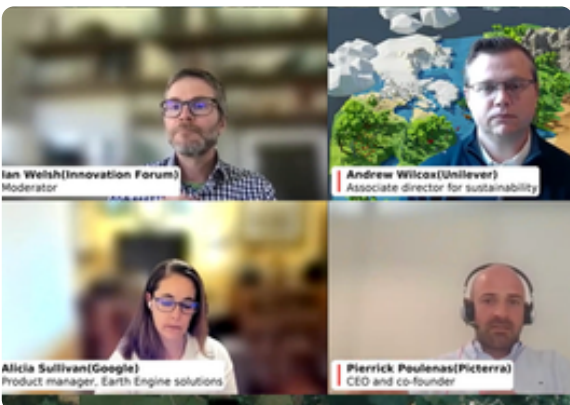 Ian Welsh(Innovation Forum)
Moderator
Andrew Wilcox(Unilever)
Associate director for sustainability
Alicia Sullivan(Google)
Product manager, Earth Engine solutions
Pierrick Poulenas(Picterra)
CEO and co-founder